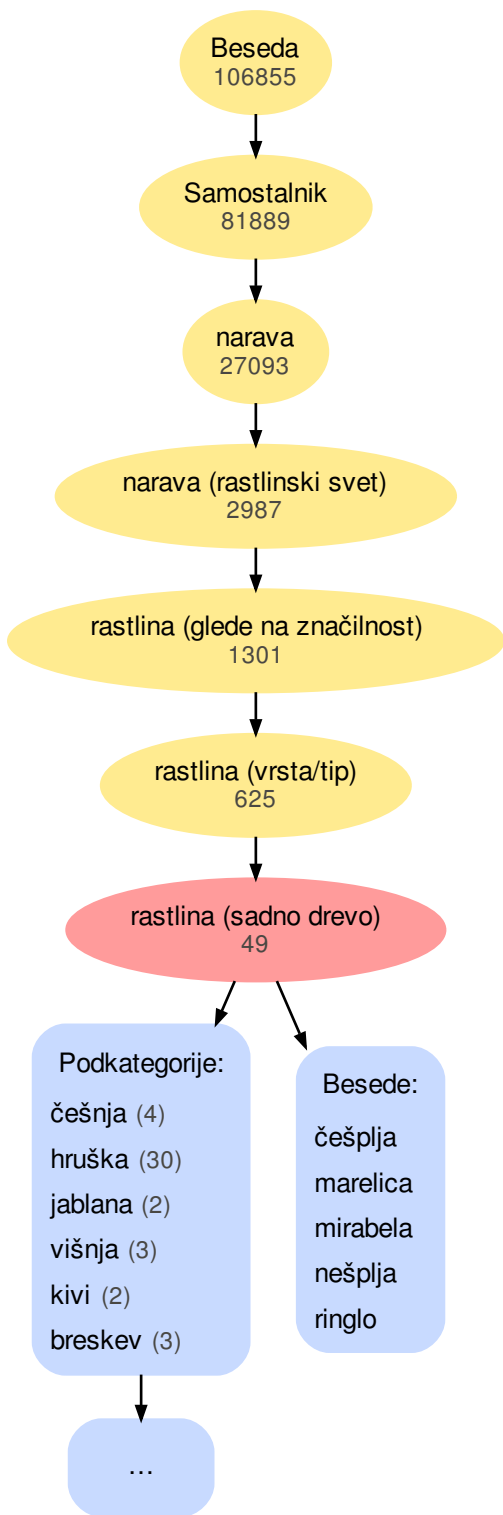 Beseda
106855
Samostalnik
81889
narava
27093
narava (rastlinski svet)
2987
rastlina (glede na značilnost)
1301
rastlina (vrsta/tip)
625
rastlina (sadno drevo)
49
Podkategorije:
češnja (4)
hruška (30)
jablana (2)
višnja (3)
kivi (2)
breskev (3)
Besede:
češplja
marelica
mirabela
nešplja
ringlo
...